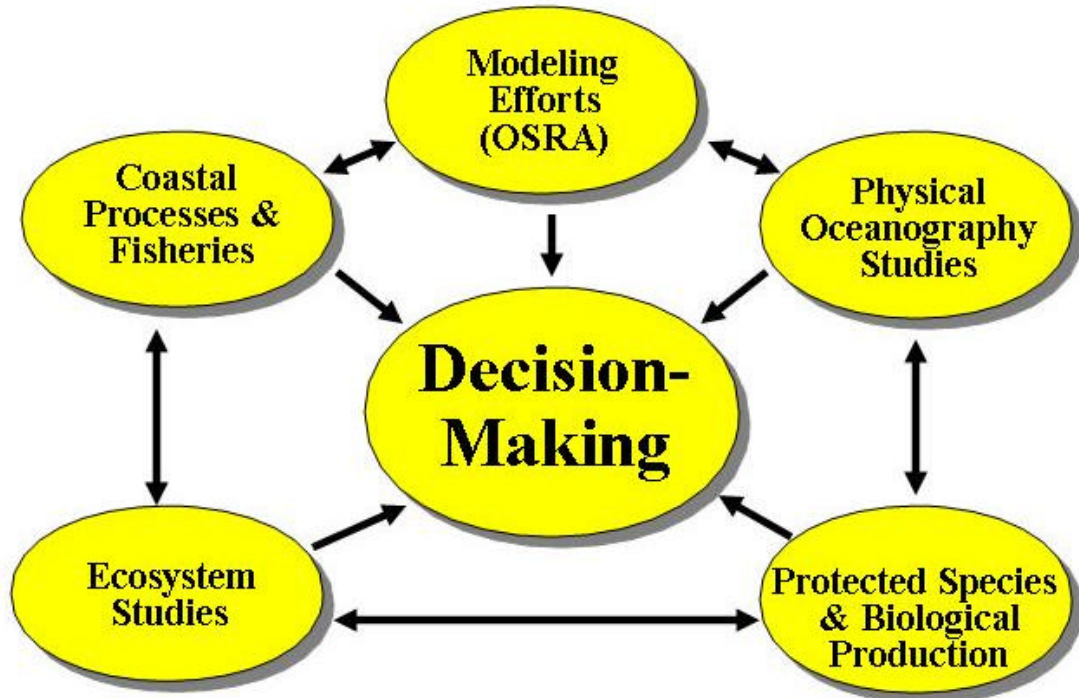 Modeling
Efforts
(OSRA)
Coastal
Processes &
Fisheries
Physical
Oceanography
Studies
Decision-
Making
Ecosystem
Studies
Protected Species
& Biological
Production